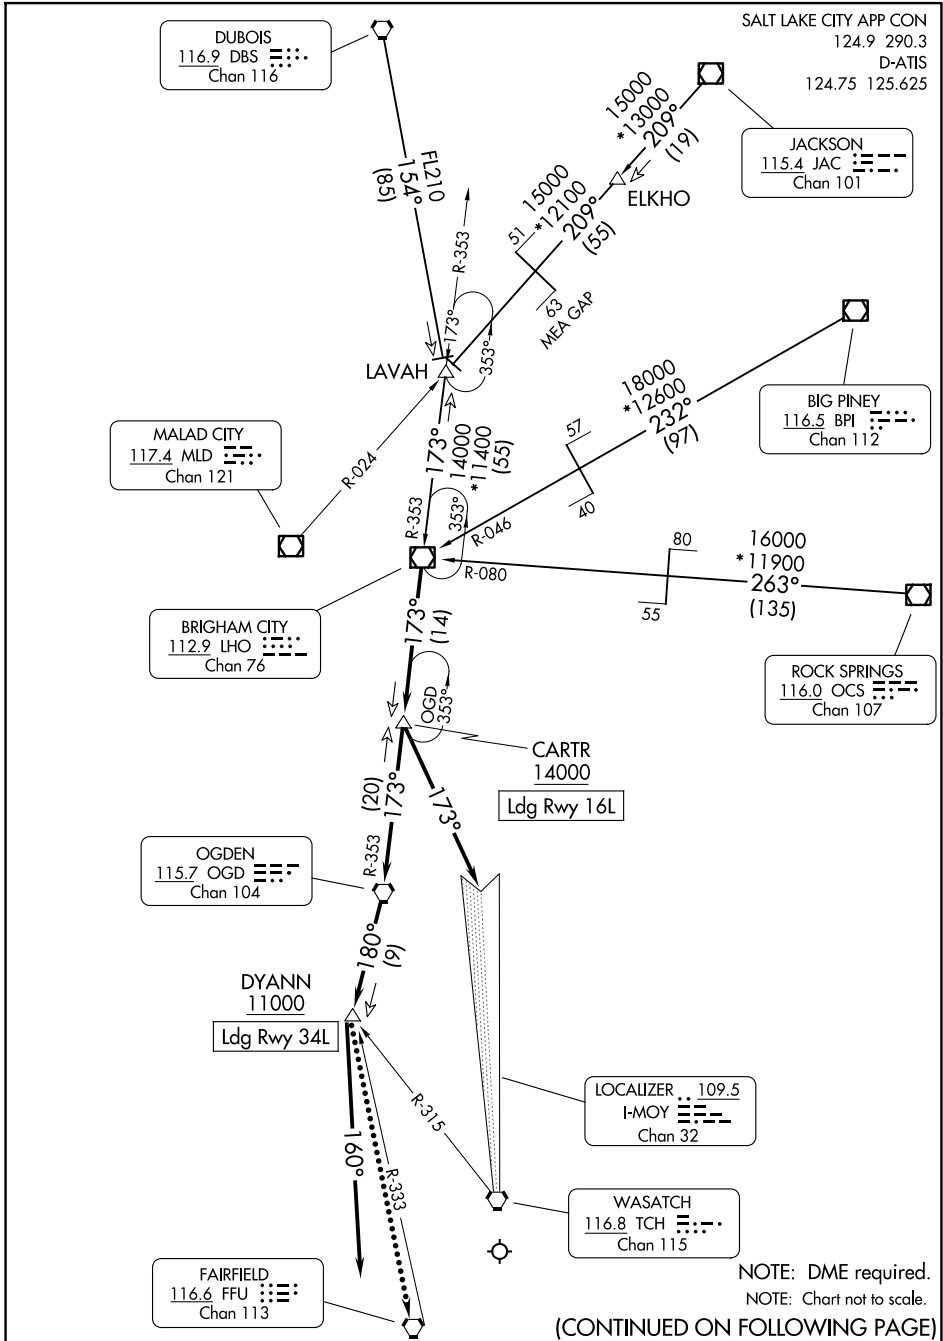 SALT LAKE CITY APP CON
124.9 290.3
D-ATIS
124.75 125.625
DUBOIS
116.9 DBS
Chan 116
JACKSON
115.4 JAC
Chan 101
15000
*13000
209°
(19)
ELKHO
FL210
154°
(85)
15000
*12100
209°
(55)
51
63
MEA GAP
R-353
173°
353°
LAVAH
BIG PINEY
116.5 BPI
Chan 112
18000
*12600
232°
(97)
57
40
R-046
MALAD CITY
117.4 MLD
Chan 121
R-024
173°
14000
*11400
(55)
R-353
353°
16000
*11900
263°
(135)
80
55
R-080
BRIGHAM CITY
112.9 LHO
Chan 76
ROCK SPRINGS
116.0 OCS
Chan 107
173°
(14)
OGD
353°
CARTR
14000
Ldg Rwy 16L
(20)
173°
R-353
173°
OGDEN
115.7 OGD
Chan 104
180°
(9)
DYANN
11000
Ldg Rwy 34L
LOCALIZER 109.5
I-MOY
Chan 32
R-315
160°
R-333
WASATCH
116.8 TCH
Chan 115
FAIRFIELD
116.6 FFU
Chan 113
NOTE: DME required.
NOTE: Chart not to scale.
(CONTINUED ON FOLLOWING PAGE)